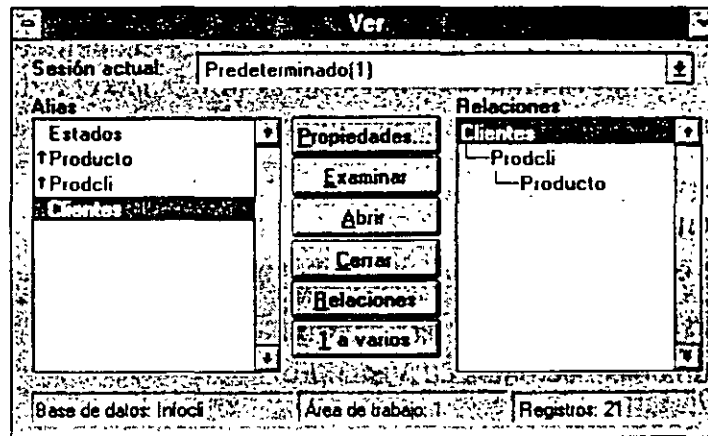 Ver
Sesión actual: Predeterminado(1)
Alias
Estados
↑Producto
↑Prodcli
Clientes
Propiedades...
Examinar
Abrir
Cerrar
Relaciones
1 a varios
Relaciones
Clientes
Prodcli
Producto
Base de datos: Infocli
Área de trabajo: 1
Registros: 21